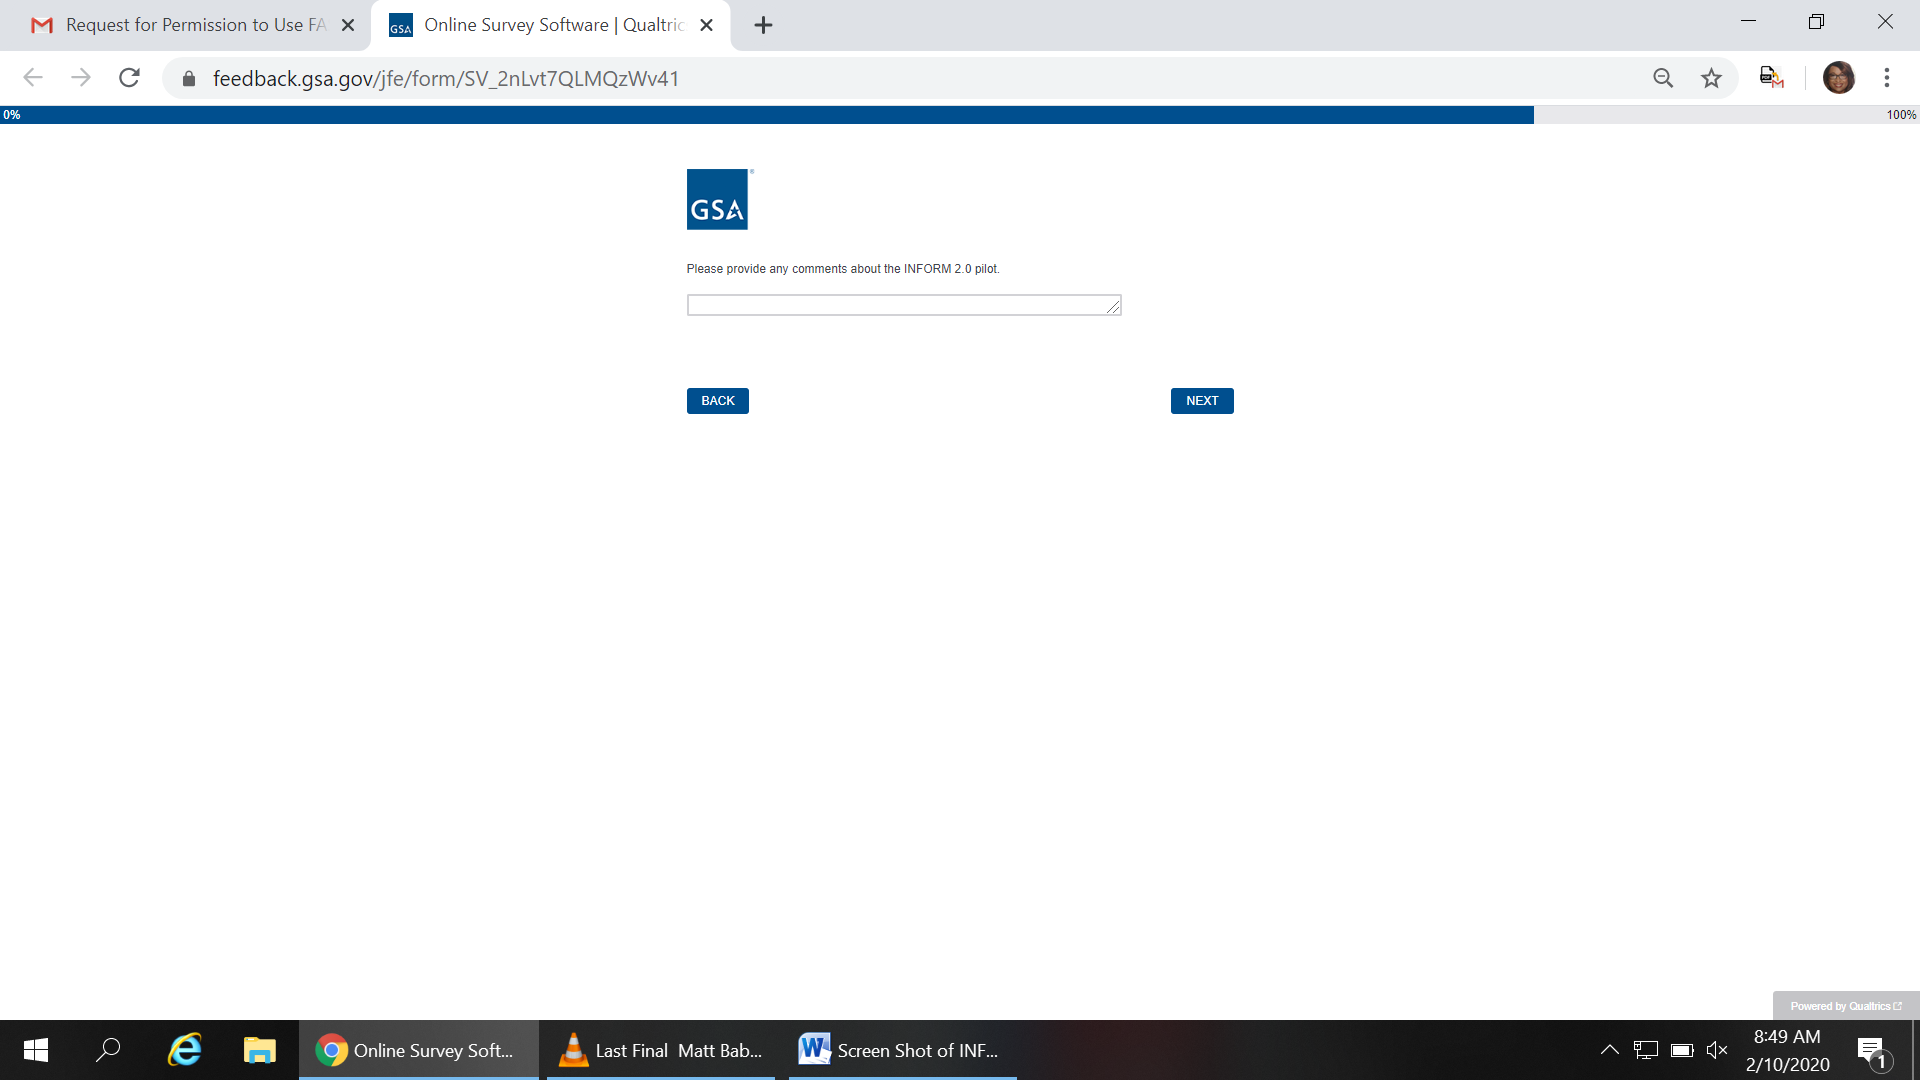 Request for Permission to Use FA
Online Survey Software | Qualtric
feedback.gsa.gov/jfe/form/SV_2nLvt7QLMQzWv41
0%
100%
GSA
Please provide any comments about the INFORM 2.0 pilot.
BACK
NEXT
Powered by Qualtrics
Online Survey Soft...
Last Final Matt Bab...
Screen Shot of INF...
8:49 AM
2/10/2020
1